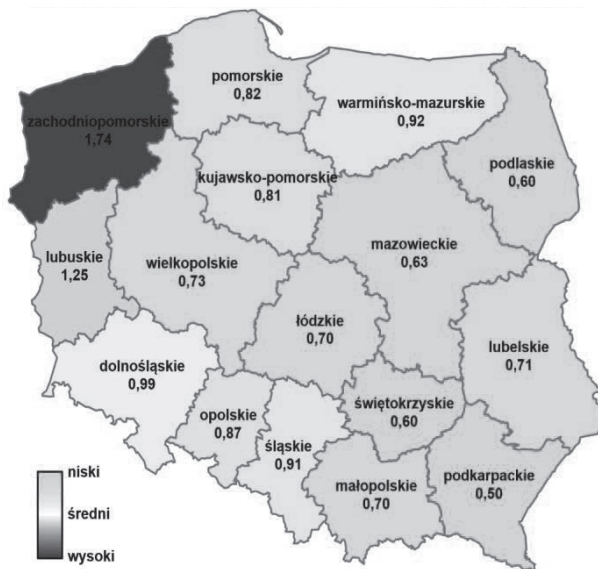 pomorskie
0,82
warmińsko-mazurskie
0,92
zachodniopomorskie
1,74
podlaskie
0,60
kujawsko-pomorskie
0,81
mazowieckie
0,63
lubuskie
1,25
wielkopolskie
0,73
łódzkie
0,70
lubelskie
0,71
dolnośląskie
0,99
opolskie
0,87
śląskie
0,91
świętokrzyskie
0,60
małopolskie
0,70
podkarpackie
0,50
niski
średni
wysoki